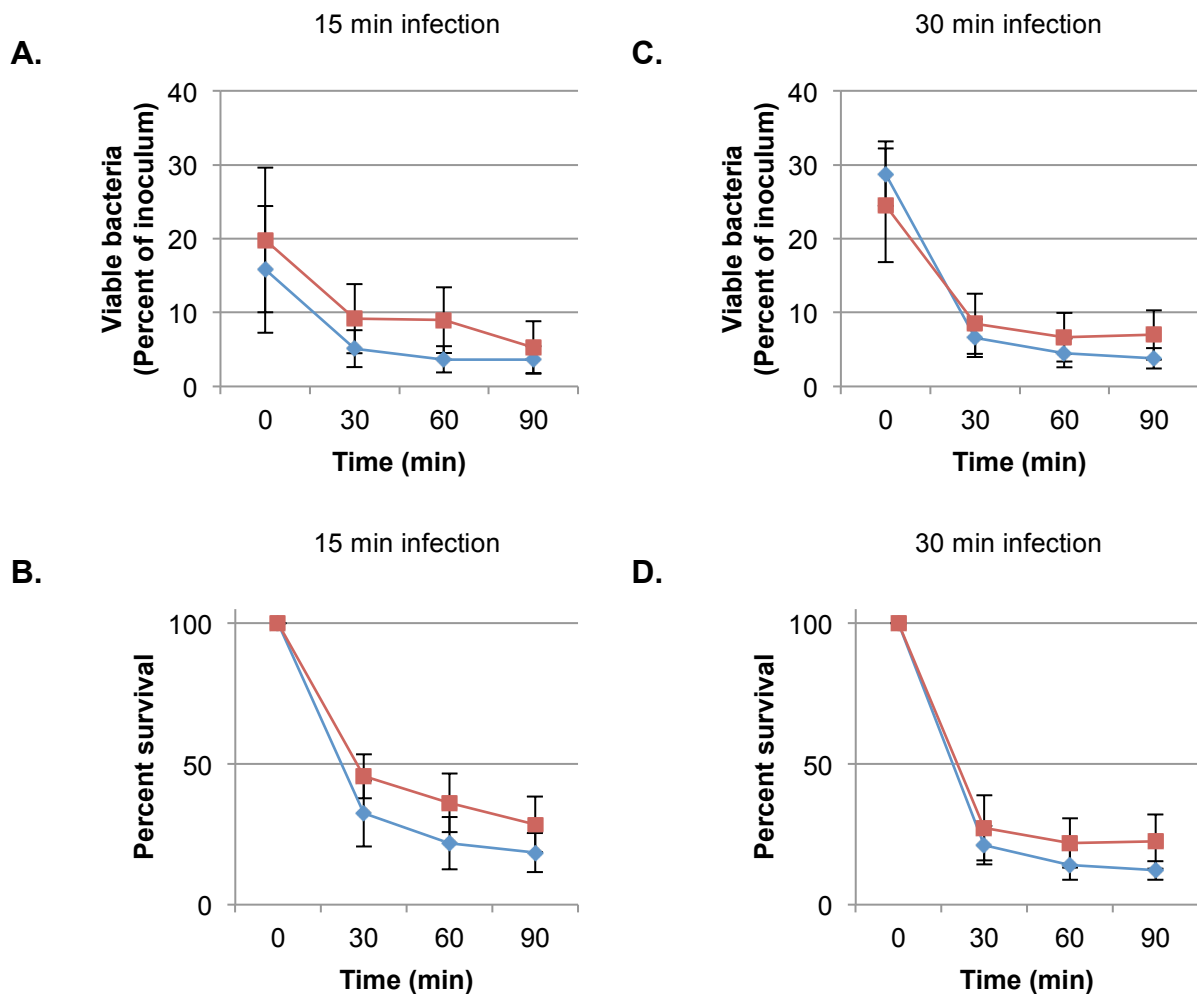 15 min infection
A.
Viable bacteria
(Percent of inoculum)
40
30
20
10
0
0 30 60 90
Time (min)
30 min infection
C.
Viable bacteria
(Percent of inoculum)
40
30
20
10
0
0 30 60 90
Time (min)
15 min infection
B.
Percent survival
100
50
0
0 30 60 90
Time (min)
30 min infection
D.
Percent survival
100
50
0
0 30 60 90
Time (min)